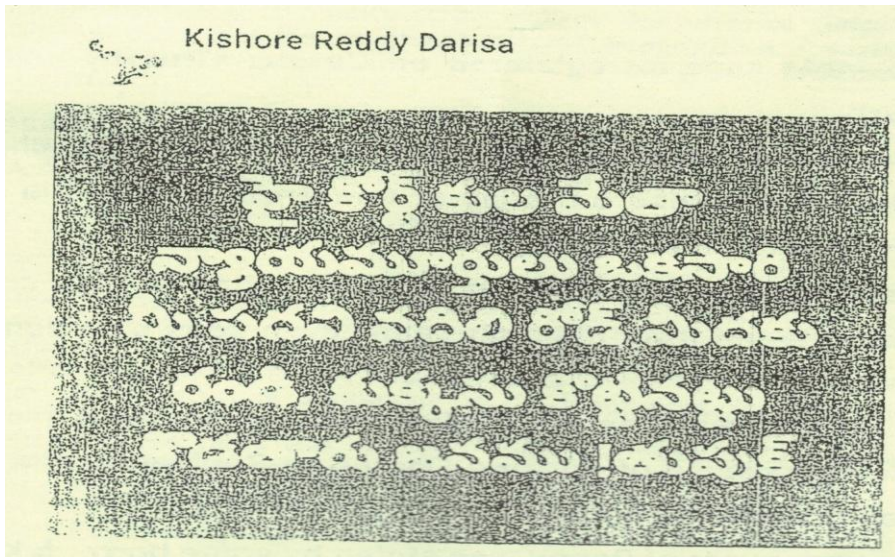 Kishore Reddy Darisa
హై కోర్ట్ కుల మేతా
న్యాయమూర్తులు ఒకసారి
మీ పదవి వదిలి రోడ్ మీదకు
రండి, కుక్కను కొట్టినట్టు
కొడతారు జనము !తుపుక్